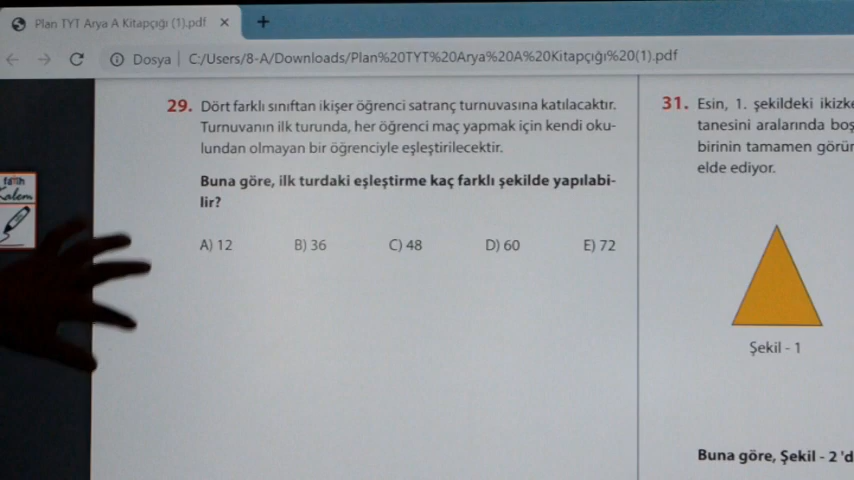 Plan TYT Arya A Kitapçığı (1).pdf
Dosya | C:/Users/8-A/Downloads/Plan%20TYT%20Arya%20A%20Kitapçığı%20(1).pdf
fatih
Kalem
29. Dört farklı sınıftan ikişer öğrenci satranç turnuvasına katılacaktır.
Turnuvanın ilk turunda, her öğrenci maç yapmak için kendi oku-
lundan olmayan bir öğrenciyle eşleştirilecektir.
Buna göre, ilk turdaki eşleştirme kaç farklı şekilde yapılabi-
lir?
A) 12 B) 36 C) 48 D) 60 E) 72
31. Esin, 1. şekildeki ikizke
tanesini aralarında boş
birinin tamamen görün
elde ediyor.
Şekil - 1
Buna göre, Şekil - 2 'd